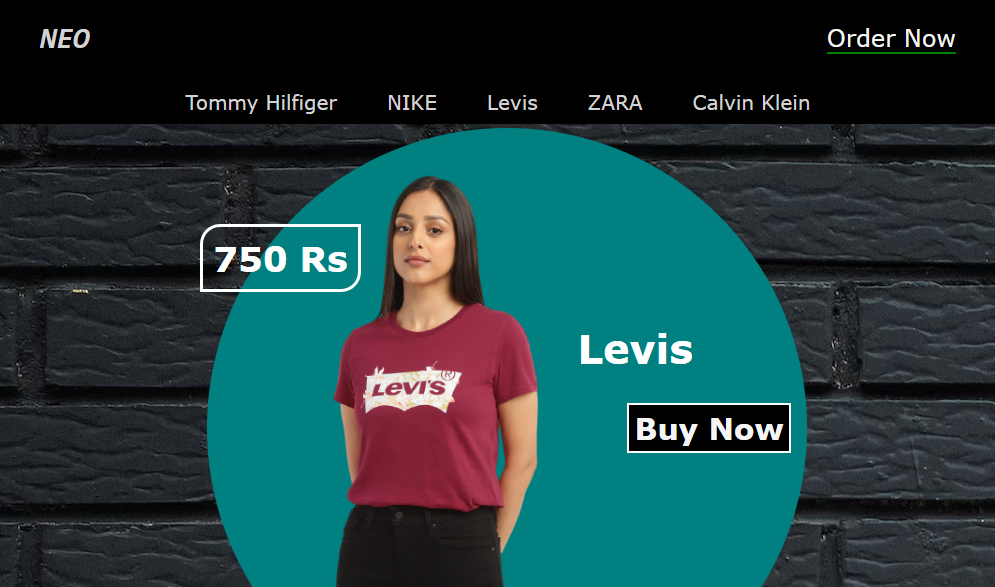 NEO
Order Now
Tommy Hilfiger NIKE Levis ZARA Calvin Klein
750 Rs
Levis
LEVI'S ®
Buy Now